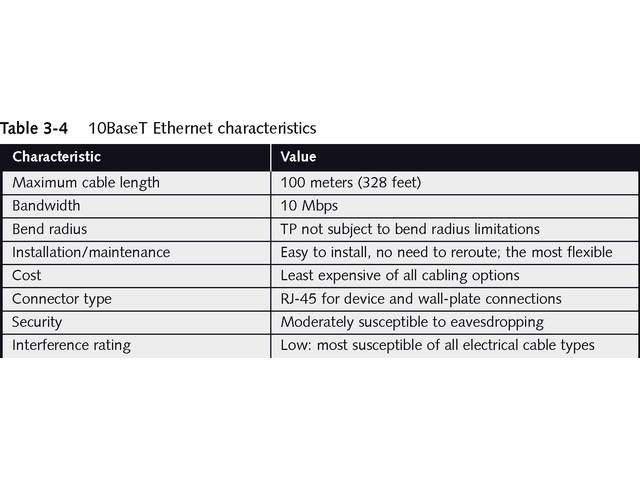 Table 3-4 10BaseT Ethernet characteristics
Characteristic Value
Maximum cable length 100 meters (328 feet)
Bandwidth 10 Mbps
Bend radius TP not subject to bend radius limitations
Installation/maintenance Easy to install, no need to reroute; the most flexible
Cost Least expensive of all cabling options
Connector type RJ-45 for device and wall-plate connections
Security Moderately susceptible to eavesdropping
Interference rating Low: most susceptible of all electrical cable types